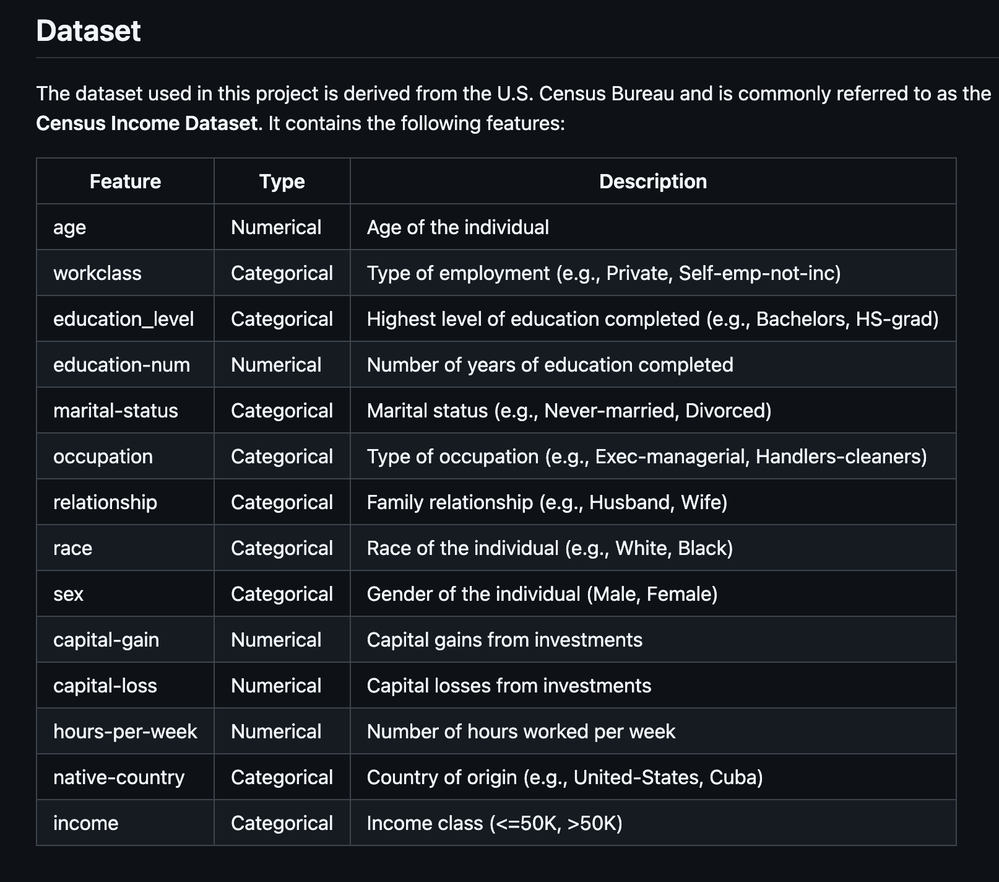 Dataset
The dataset used in this project is derived from the U.S. Census Bureau and is commonly referred to as the
Census Income Dataset. It contains the following features:
Feature Type Description
age Numerical Age of the individual
workclass Categorical Type of employment (e.g., Private, Self-emp-not-inc)
education_level Categorical Highest level of education completed (e.g., Bachelors, HS-grad)
education-num Numerical Number of years of education completed
marital-status Categorical Marital status (e.g., Never-married, Divorced)
occupation Categorical Type of occupation (e.g., Exec-managerial, Handlers-cleaners)
relationship Categorical Family relationship (e.g., Husband, Wife)
race Categorical Race of the individual (e.g., White, Black)
sex Categorical Gender of the individual (Male, Female)
capital-gain Numerical Capital gains from investments
capital-loss Numerical Capital losses from investments
hours-per-week Numerical Number of hours worked per week
native-country Categorical Country of origin (e.g., United-States, Cuba)
income Categorical Income class (<=50K, >50K)